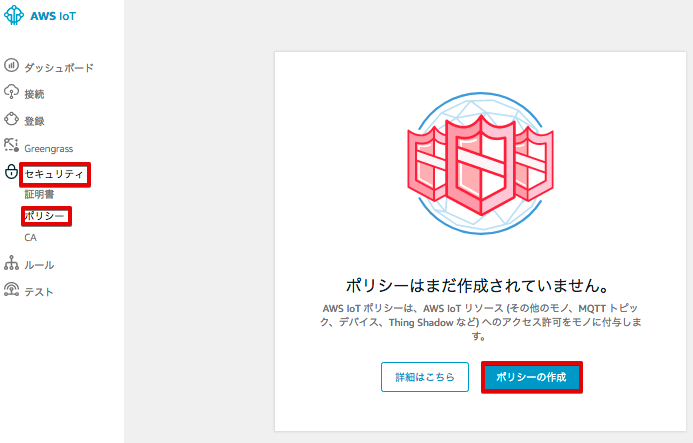 AWS IoT
ダッシュボード
接続
登録
Greengrass
セキュリティ
証明書
ポリシー
CA
ルール
テスト
ポリシーはまだ作成されていません。
AWS IoT ポリシーは、AWS IoT リソース (その他のモノ、MQTT トピッ
ク、デバイス、Thing Shadow など) へのアクセス許可をモノに付与しま
す。
詳細はこちら
ポリシーの作成